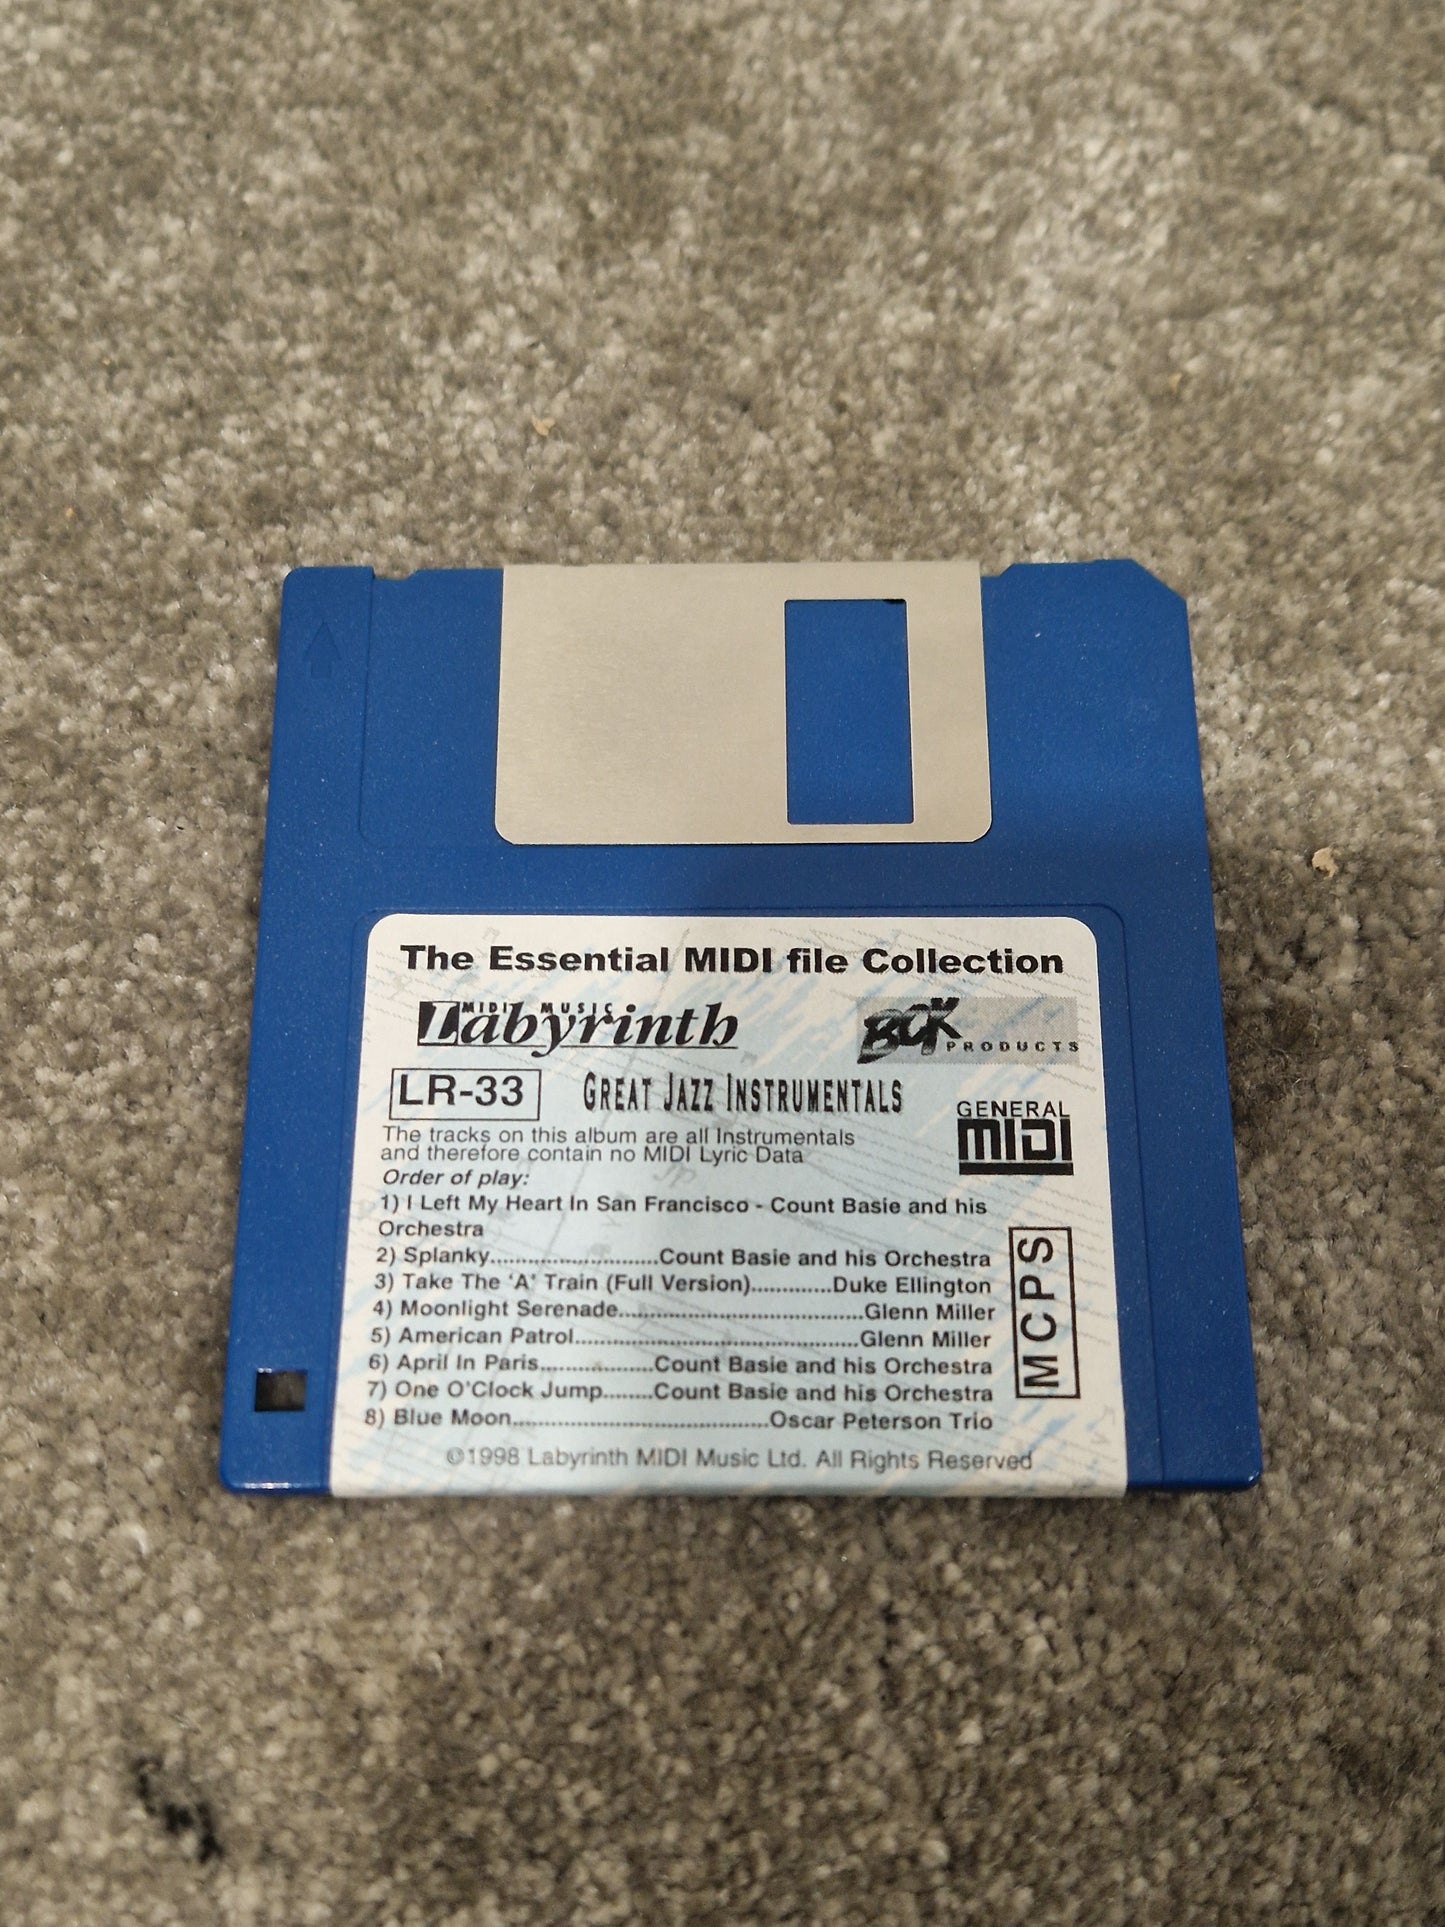 The Essential MIDI file Collection
MIDI MUSIC
Labyrinth
BCK
PRODUCTS
LR-33
GREAT JAZZ INSTRUMENTALS
GENERAL
MIDI
The tracks on this album are all Instrumentals
and therefore contain no MIDI Lyric Data
Order of play:
1) I Left My Heart In San Francisco - Count Basie and his
Orchestra
2) Splanky...........................Count Basie and his Orchestra
3) Take The 'A' Train (Full Version).............Duke Ellington
4) Moonlight Serenade.......................................Glenn Miller
5) American Patrol..............................................Glenn Miller
6) April In Paris..................Count Basie and his Orchestra
7) One O'Clock Jump........Count Basie and his Orchestra
8) Blue Moon.........................................Oscar Peterson Trio
MCPS
©1998 Labyrinth MIDI Music Ltd. All Rights Reserved